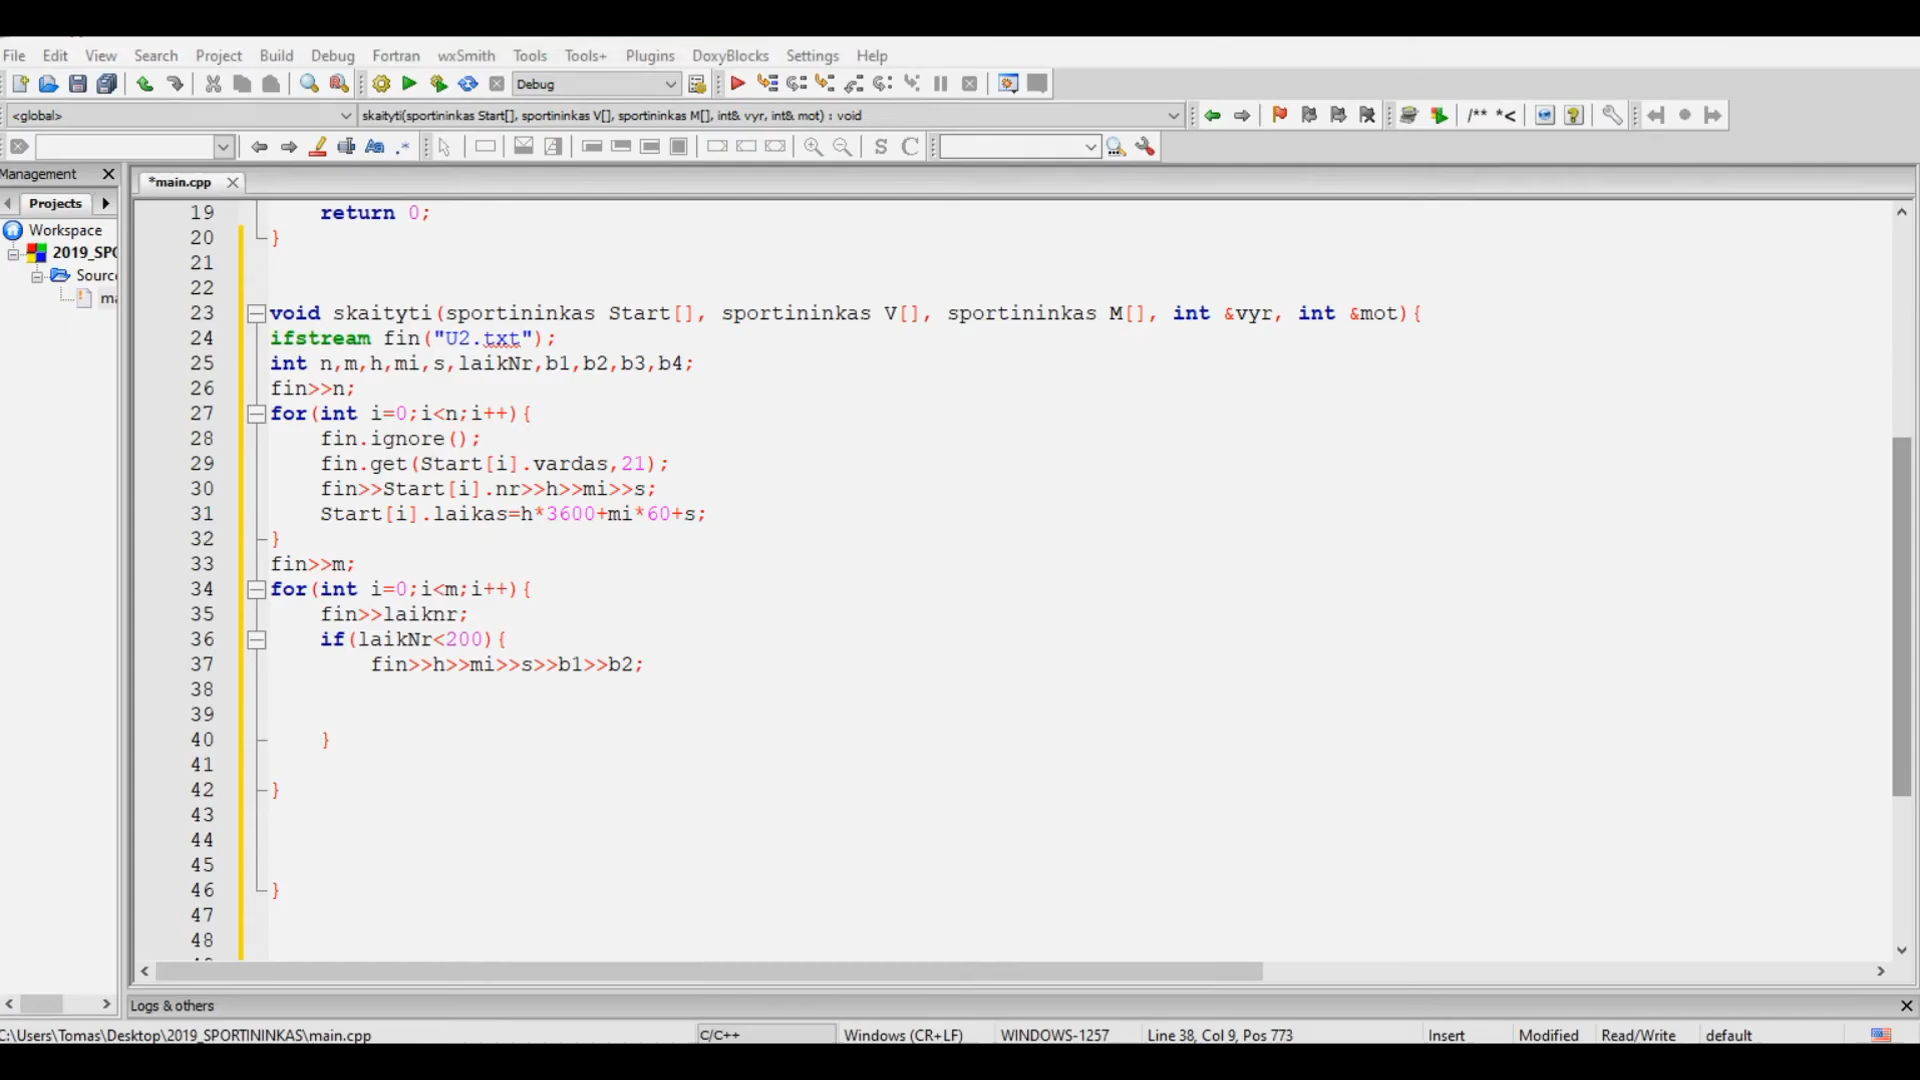 File Edit View Search Project Build Debug Fortran wxSmith Tools Tools+ Plugins DoxyBlocks Settings Help
Debug
<global> skaityti(sportininkas Start[], sportininkas V[], sportininkas M[], int& vyr, int& mot) : void /** *<
Aa .* S C
Management
*main.cpp
Projects
Workspace
2019_SPO
Sourc
ma
19 return 0;
20 }
21
22
23 void skaityti(sportininkas Start[], sportininkas V[], sportininkas M[], int &vyr, int &mot){
24 ifstream fin("U2.txt");
25 int n,m,h,mi,s,laikNr,b1,b2,b3,b4;
26 fin>>n;
27 for(int i=0;i<n;i++){
28 fin.ignore();
29 fin.get(Start[i].vardas,21);
30 fin>>Start[i].nr>>h>>mi>>s;
31 Start[i].laikas=h*3600+mi*60+s;
32 }
33 fin>>m;
34 for(int i=0;i<m;i++){
35 fin>>laiknr;
36 if(laikNr<200){
37 fin>>h>>mi>>s>>b1>>b2;
38
39
40 }
41
42 }
43
44
45
46 }
47
48
Logs & others
C:\Users\Tomas\Desktop\2019_SPORTININKAS\main.cpp C/C++ Windows (CR+LF) WINDOWS-1257 Line 38, Col 9, Pos 773 Insert Modified Read/Write default